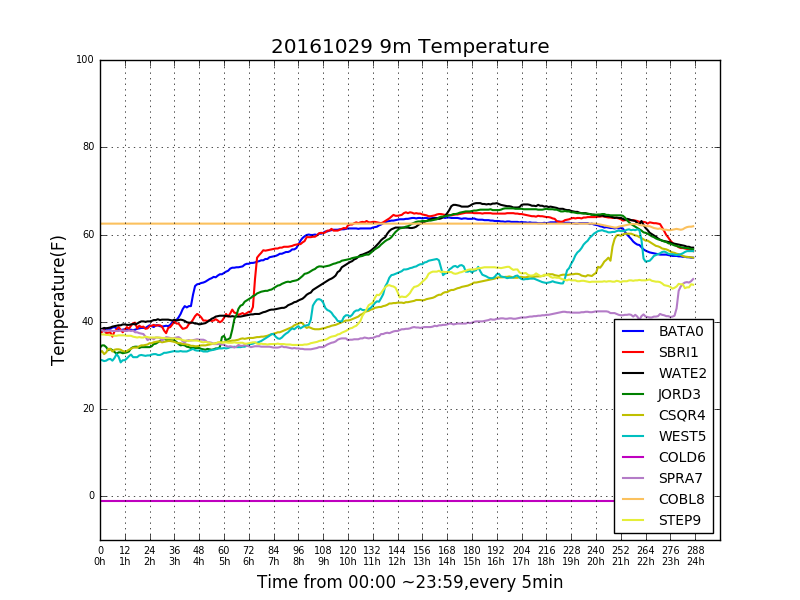 20161029 9m Temperature
100
80
60
40
20
0
Temperature(F)
BATA0
SBRI1
WATE2
JORD3
CSQR4
WEST5
COLD6
SPRA7
COBL8
STEP9
0 12 24 36 48 60 72 84 96 108 120 132 144 156 168 180 192 204 216 228 240 252 264 276 288
0h 1h 2h 3h 4h 5h 6h 7h 8h 9h 10h 11h 12h 13h 14h 15h 16h 17h 18h 19h 20h 21h 22h 23h 24h
Time from 00:00 ~23:59,every 5min